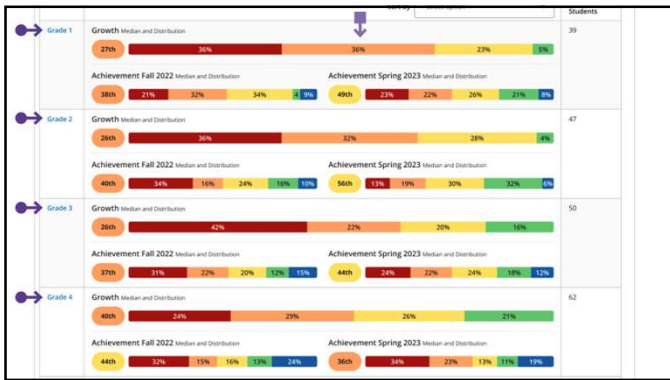 Students
Grade 1
Growth Median and Distribution
39
27th 36% 36% 23% 5%
Achievement Fall 2022 Median and Distribution Achievement Spring 2023 Median and Distribution
38th 21% 32% 34% 4 9% 49th 23% 22% 26% 21% 8%
Grade 2
Growth Median and Distribution
47
26th 36% 32% 28% 4%
Achievement Fall 2022 Median and Distribution Achievement Spring 2023 Median and Distribution
40th 34% 16% 24% 16% 10% 56th 13% 19% 30% 32% 6%
Grade 3
Growth Median and Distribution
50
26th 42% 22% 20% 16%
Achievement Fall 2022 Median and Distribution Achievement Spring 2023 Median and Distribution
37th 31% 22% 20% 12% 15% 44th 24% 22% 24% 18% 12%
Grade 4
Growth Median and Distribution
62
40th 24% 29% 26% 21%
Achievement Fall 2022 Median and Distribution Achievement Spring 2023 Median and Distribution
44th 32% 15% 16% 13% 24% 36th 34% 23% 13% 11% 19%